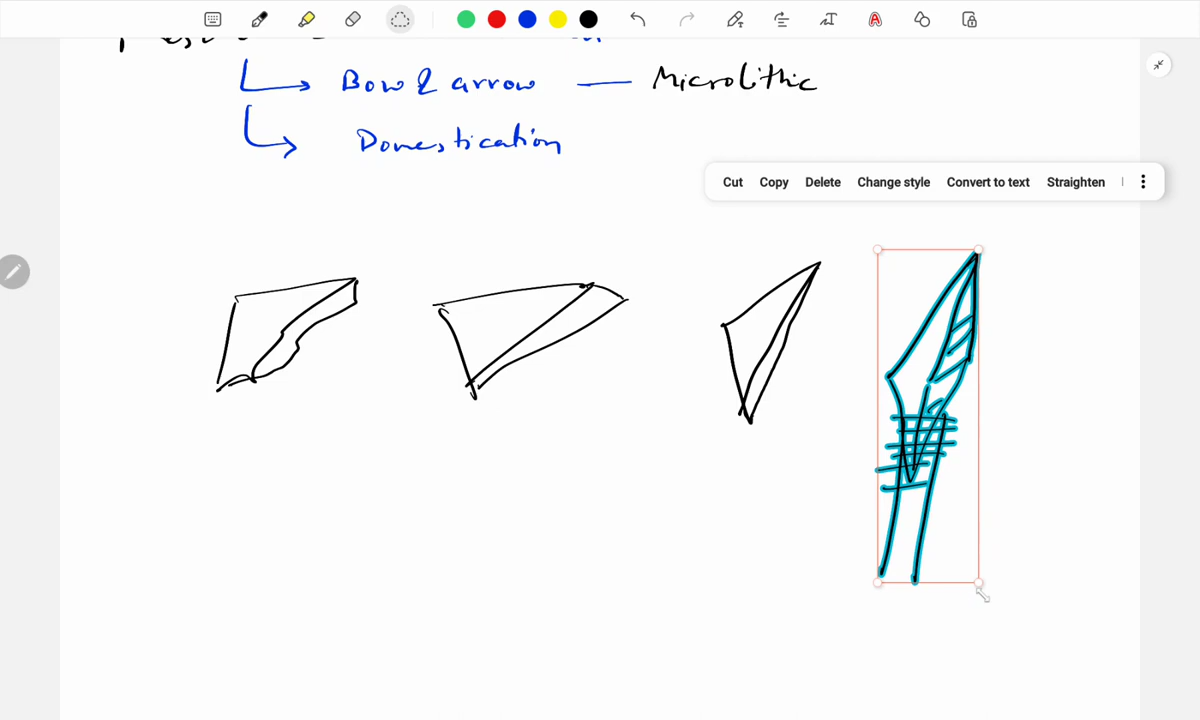 Bow & arrow — Microlithic
Domestication
Cut Copy Delete Change style Convert to text Straighten